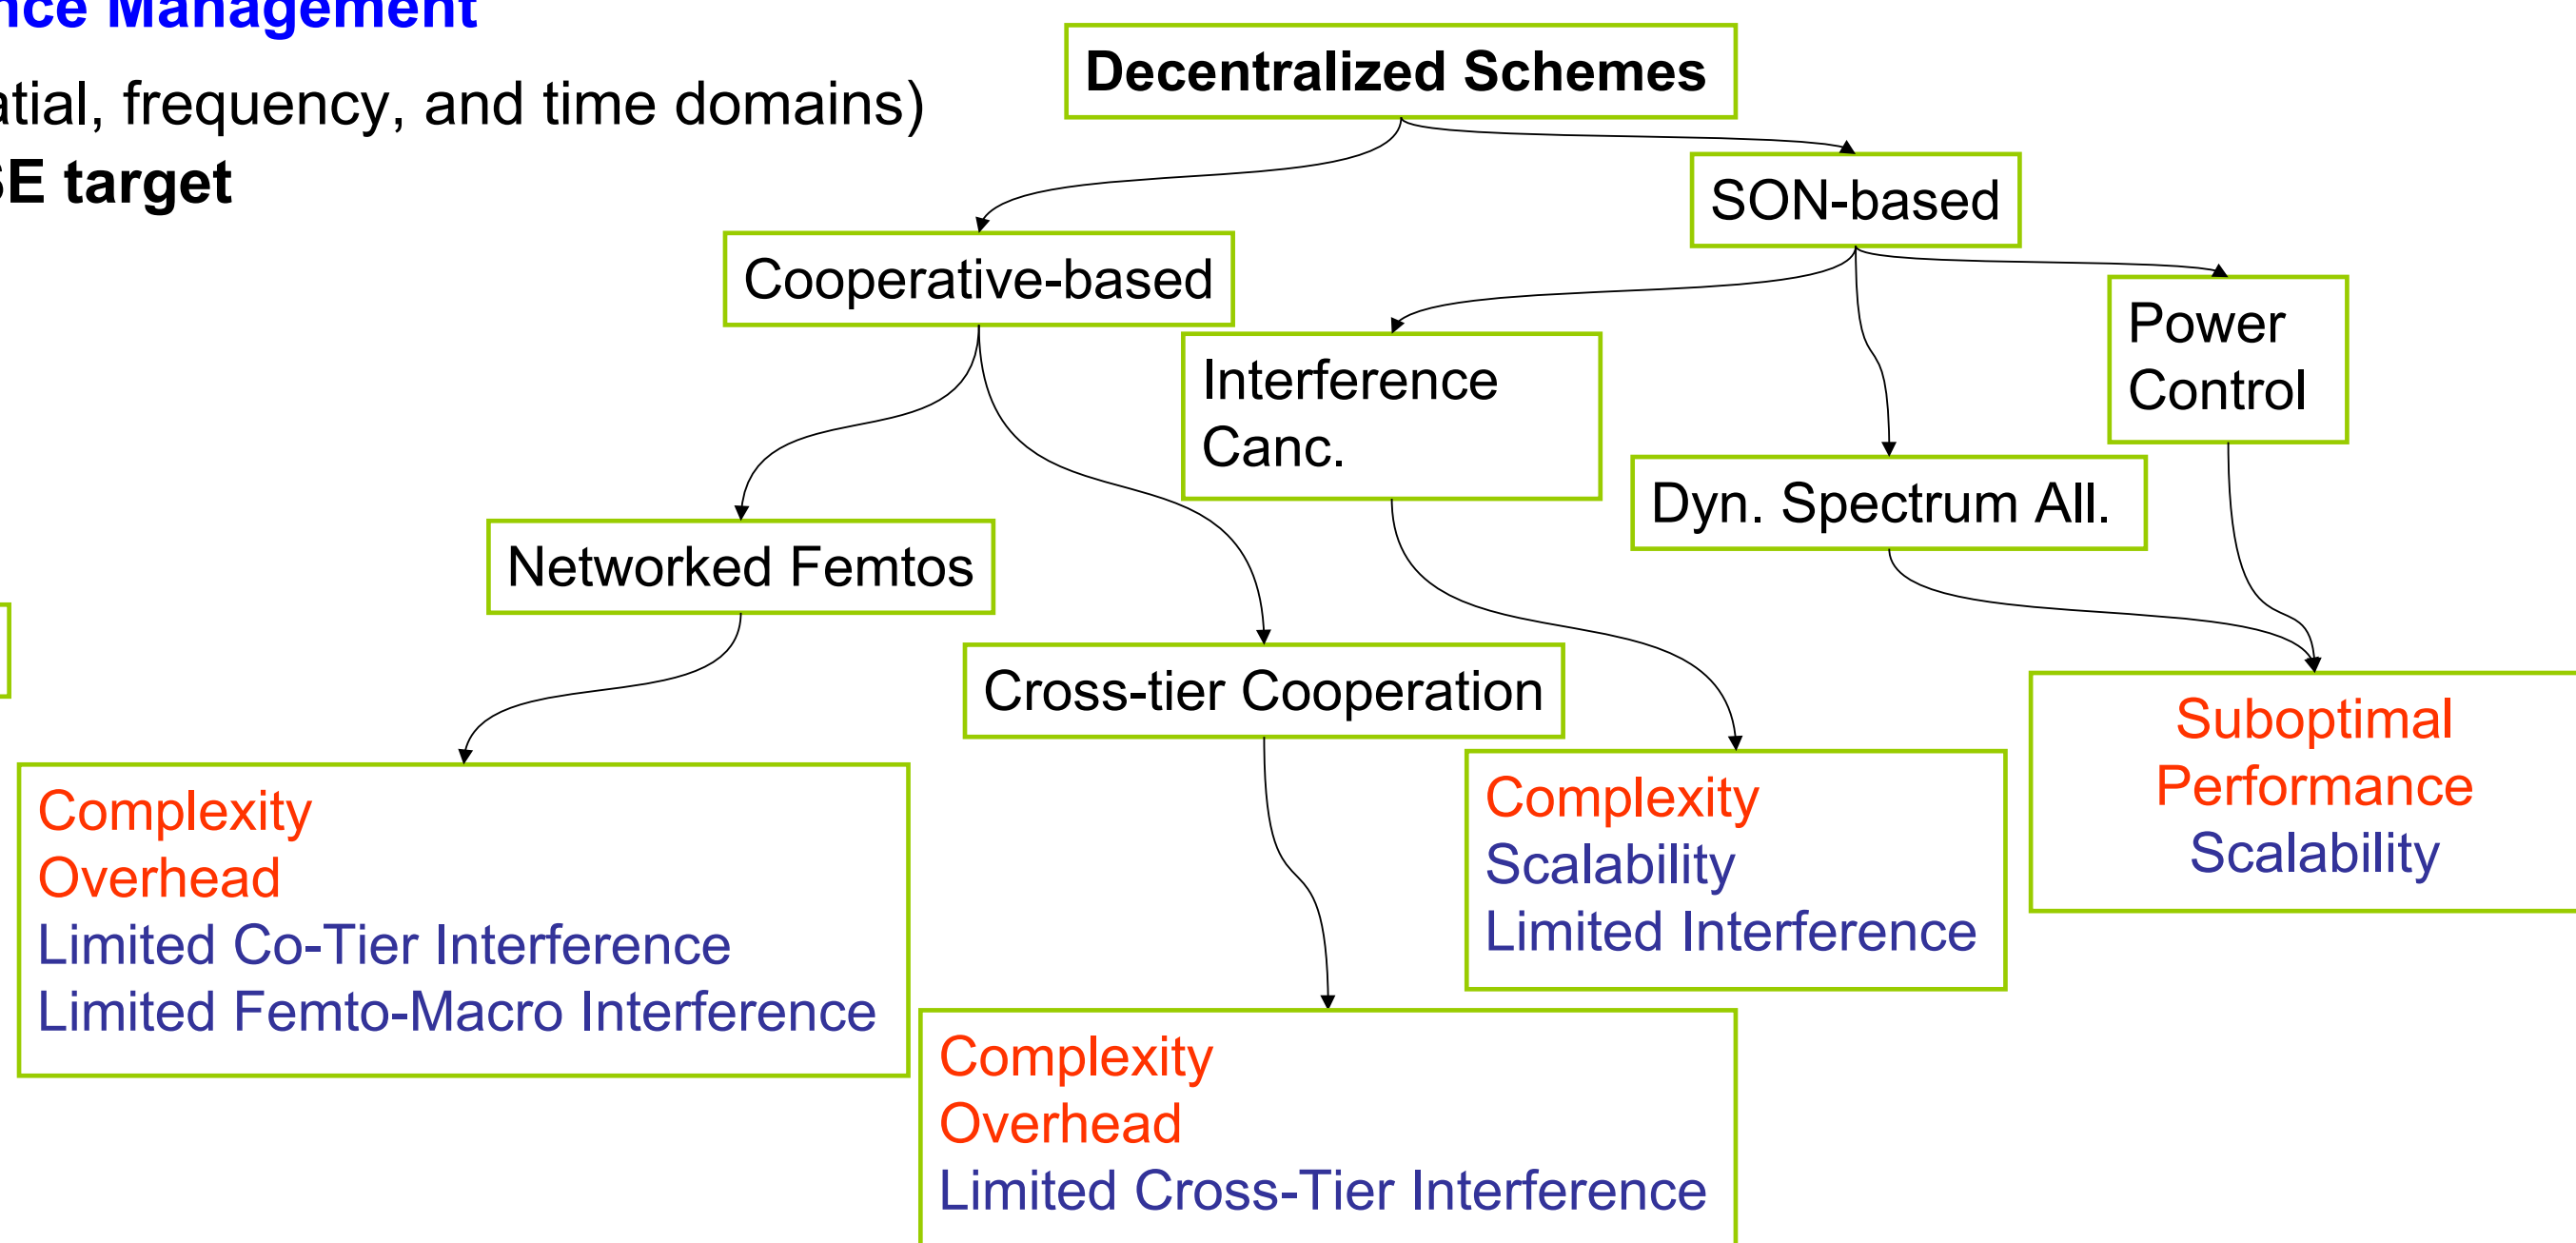 nce Management
atial, frequency, and time domains)
SE target
Decentralized Schemes
SON-based
Cooperative-based
Power
Control
Interference
Canc.
Dyn. Spectrum All.
Networked Femtos
Cross-tier Cooperation
Suboptimal
Performance
Scalability
Complexity
Scalability
Limited Interference
Complexity
Overhead
Limited Co-Tier Interference
Limited Femto-Macro Interference
Complexity
Overhead
Limited Cross-Tier Interference